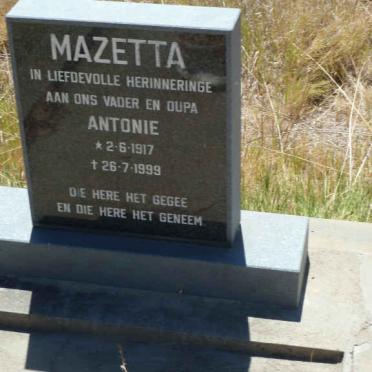 MAZETTA
IN LIEFDEVOLLE HERINNERINGE
AAN ONS VADER EN OUPA
ANTONIE
* 2-6-1917
✝ 26-7-1999
DIE HERE HET GEGEE
EN DIE HERE HET GENEEM.